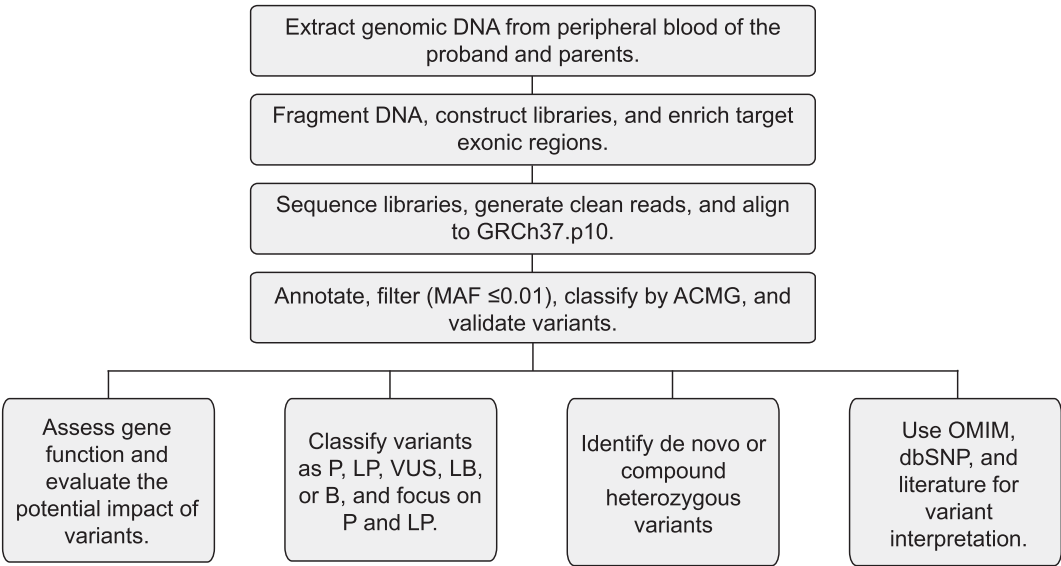 Extract genomic DNA from peripheral blood of the
proband and parents.
Fragment DNA, construct libraries, and enrich target
exonic regions.
Sequence libraries, generate clean reads, and align
to GRCh37.p10.
Annotate, filter (MAF ≤0.01), classify by ACMG, and
validate variants.
Assess gene
function and
evaluate the
potential impact of
variants.
Classify variants
as P, LP, VUS, LB,
or B, and focus on
P and LP.
Identify de novo or
compound
heterozygous
variants
Use OMIM,
dbSNP, and
literature for
variant
interpretation.